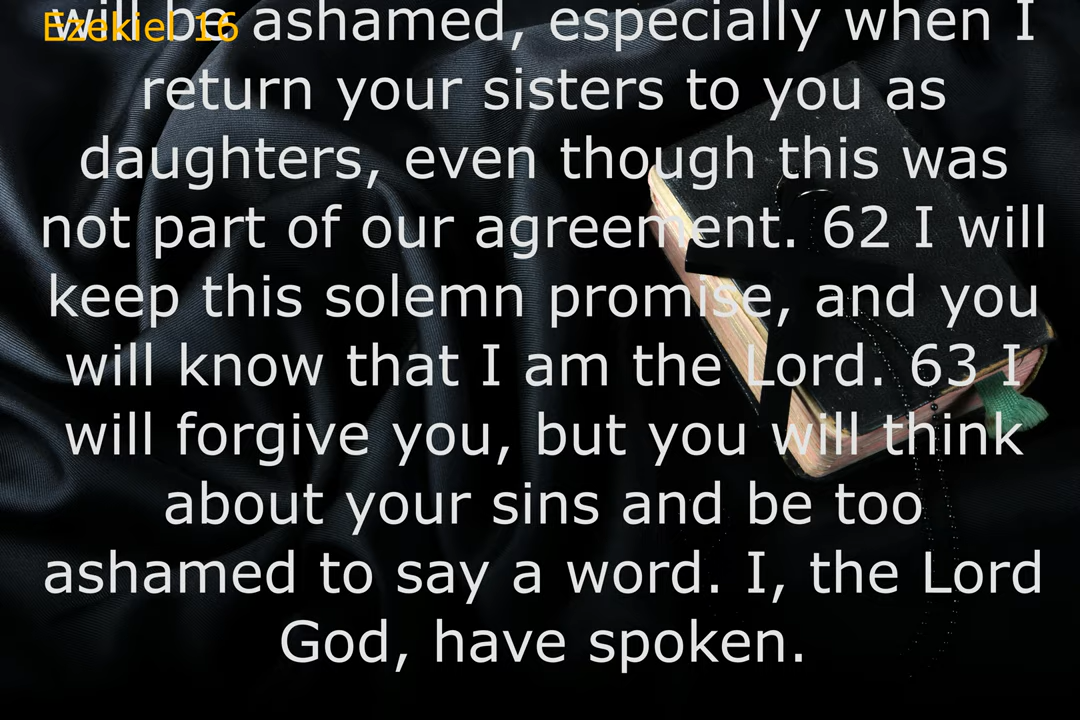 Ezekiel 16
will be ashamed, especially when I
return your sisters to you as
daughters, even though this was
not part of our agreement. 62 I will
keep this solemn promise, and you
will know that I am the Lord. 63 I
will forgive you, but you will think
about your sins and be too
ashamed to say a word. I, the Lord
God, have spoken.